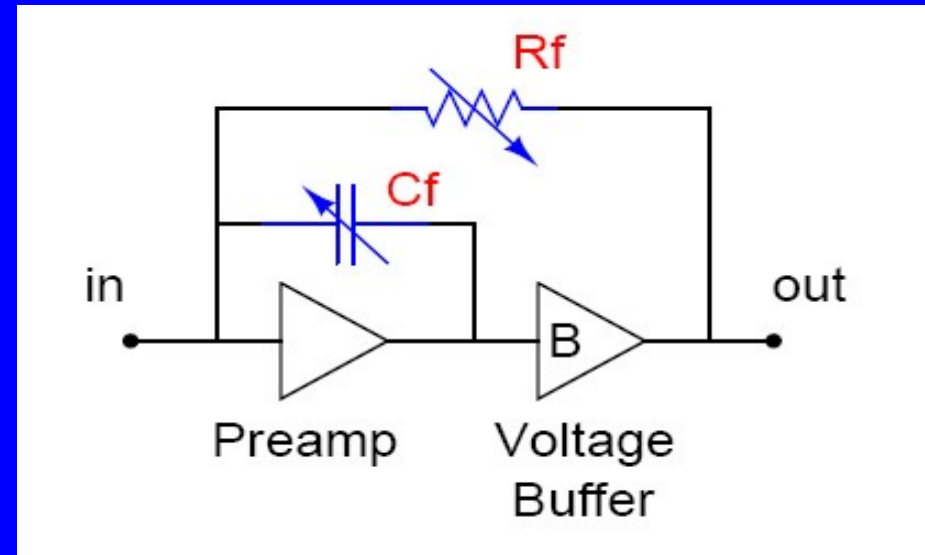 Rf
Cf
in
out
B
Preamp
Voltage
Buffer